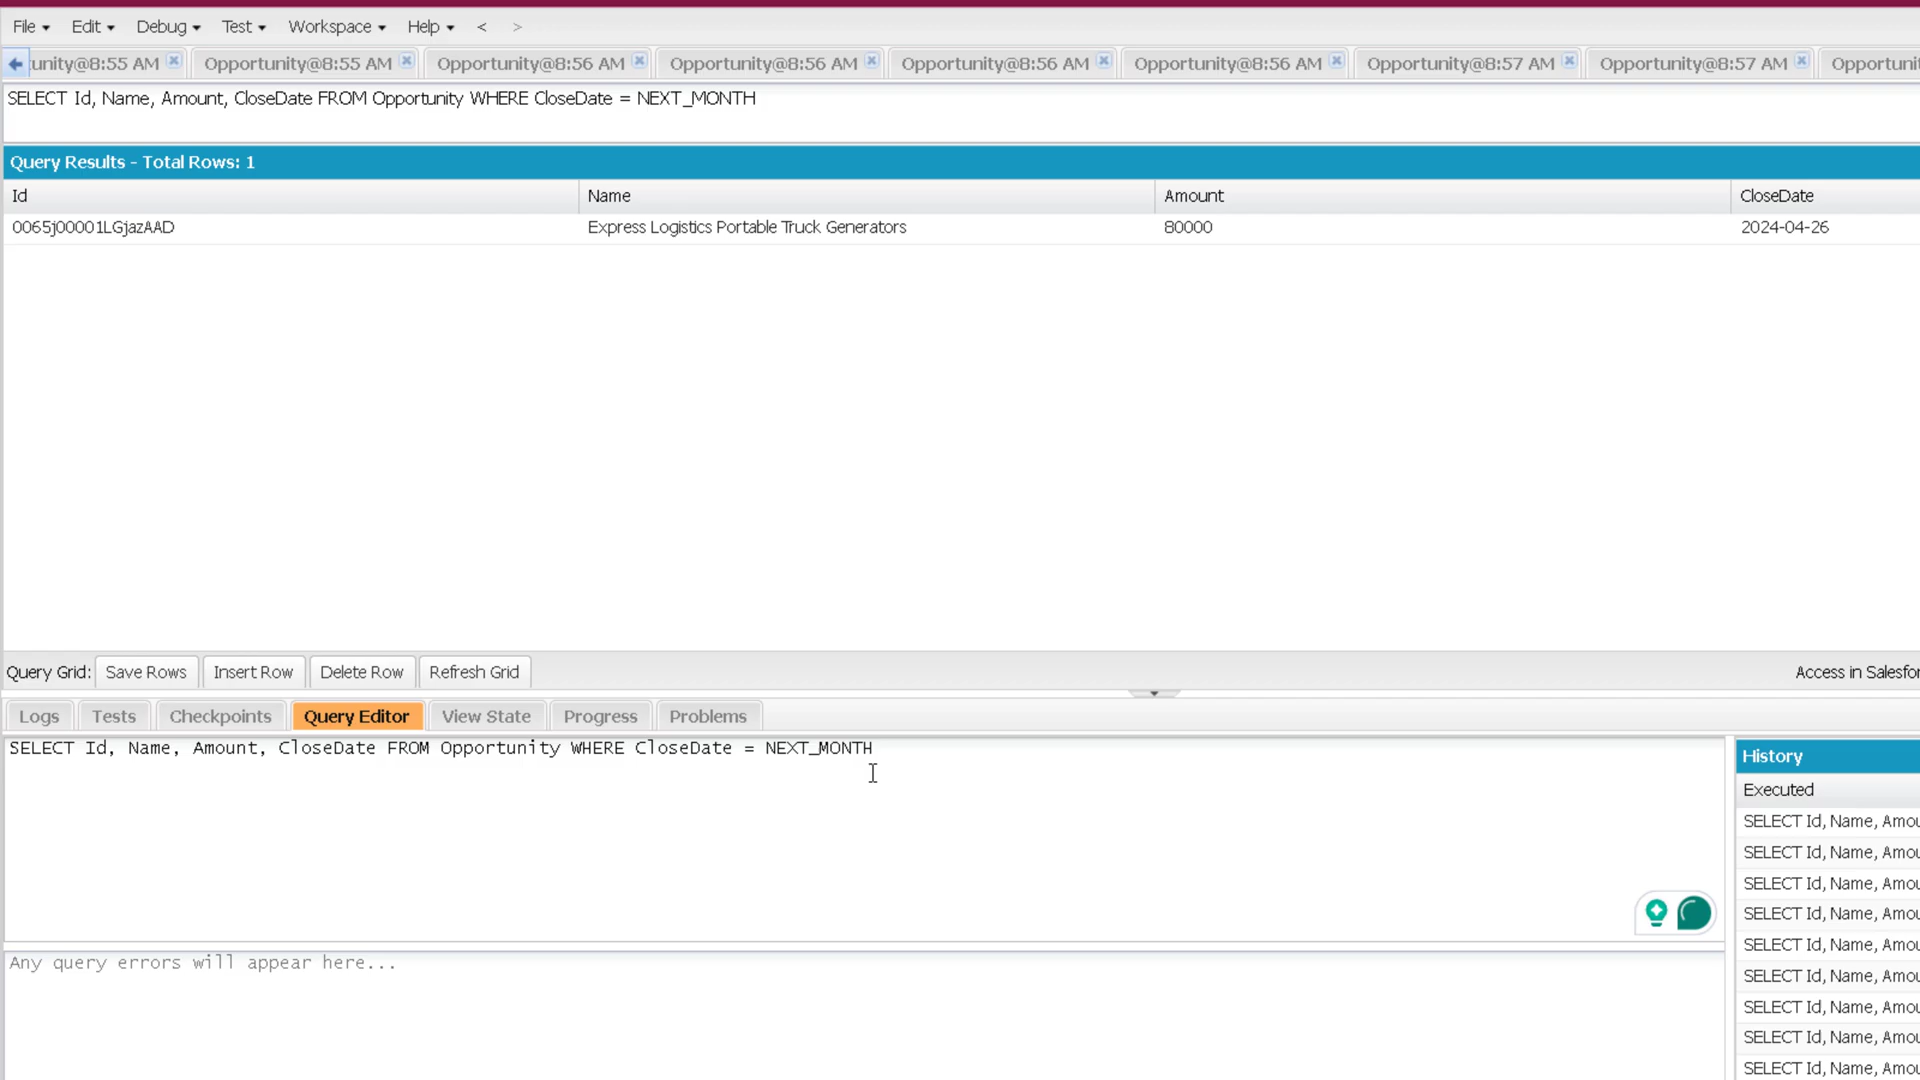 File Edit Debug Test Workspace Help < >
unity@8:55 AM Opportunity@8:55 AM Opportunity@8:56 AM Opportunity@8:56 AM Opportunity@8:56 AM Opportunity@8:56 AM Opportunity@8:57 AM Opportunity@8:57 AM Opportuni
SELECT Id, Name, Amount, CloseDate FROM Opportunity WHERE CloseDate = NEXT_MONTH
Query Results - Total Rows: 1
Id Name Amount CloseDate
0065j00001LGjazAAD Express Logistics Portable Truck Generators 80000 2024-04-26
Query Grid: Save Rows Insert Row Delete Row Refresh Grid Access in Salesfor
Logs Tests Checkpoints Query Editor View State Progress Problems
SELECT Id, Name, Amount, CloseDate FROM Opportunity WHERE CloseDate = NEXT_MONTH
History
Executed
SELECT Id, Name, Amou
SELECT Id, Name, Amou
SELECT Id, Name, Amou
SELECT Id, Name, Amou
SELECT Id, Name, Amou
SELECT Id, Name, Amou
SELECT Id, Name, Amou
SELECT Id, Name, Amou
SELECT Id, Name, Amou
Any query errors will appear here...